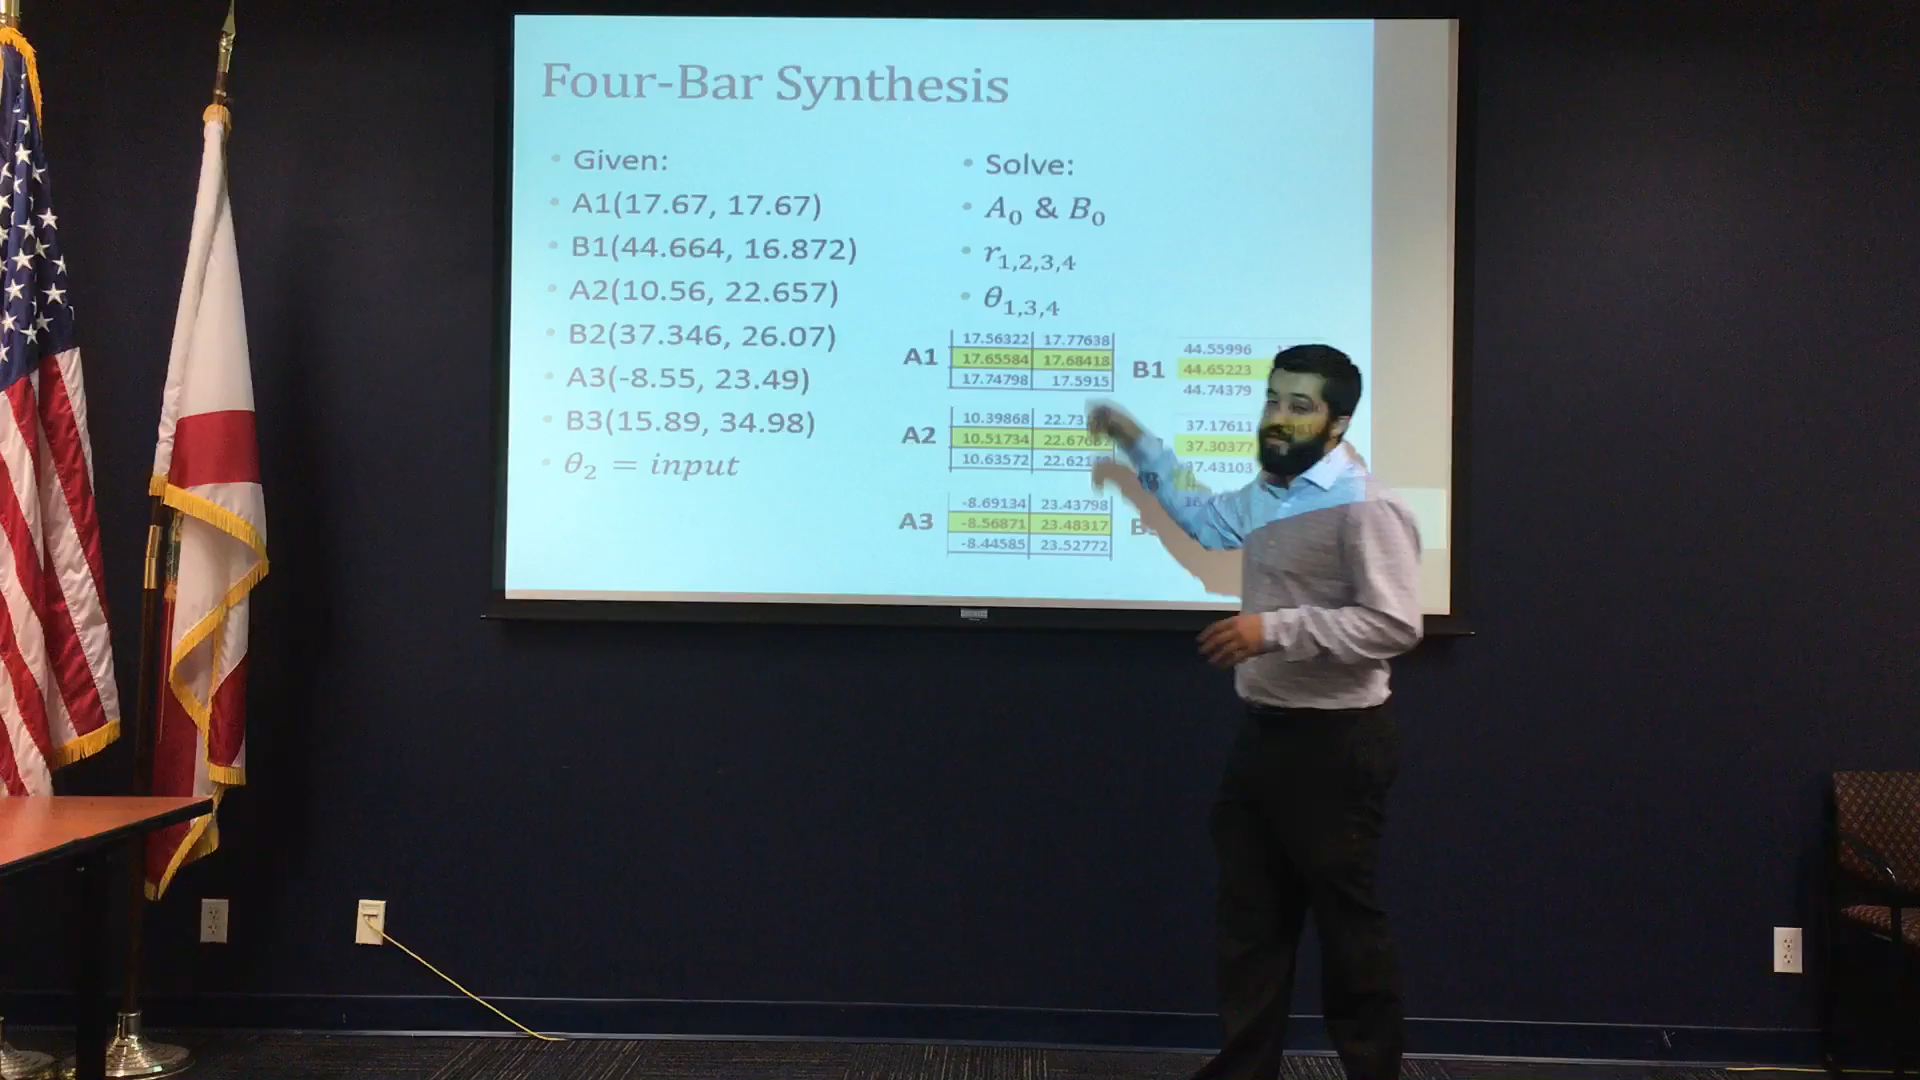 Four-Bar Synthesis
• Given:
• A1(17.67, 17.67)
• B1(44.664, 16.872)
• A2(10.56, 22.657)
• B2(37.346, 26.07)
• A3(-8.55, 23.49)
• B3(15.89, 34.98)
• θ₂ = input
• Solve:
• A₀ & B₀
• r₁,₂,₃,₄
• θ₁,₃,₄
A1
17.56322 17.77638
17.65584 17.68418
17.74798 17.5915
B1
44.55996
44.65223
44.74379
A2
10.39868
10.51734
10.63572
37.17611
37.30377
37.43103
A3
-8.69134 23.43798
-8.56871 23.48317
-8.44585 23.52772